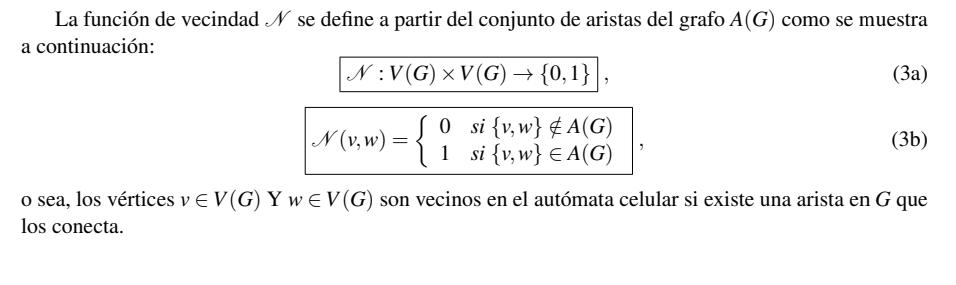 La función de vecindad 𝒩 se define a partir del conjunto de aristas del grafo A(G) como se muestra
a continuación:
𝒩 : V(G) × V(G) → {0,1} , (3a)
𝒩(v,w) = { 0 si {v,w} ∉ A(G)
1 si {v,w} ∈ A(G) , (3b)
o sea, los vértices v ∈ V(G) Y w ∈ V(G) son vecinos en el autómata celular si existe una arista en G que
los conecta.